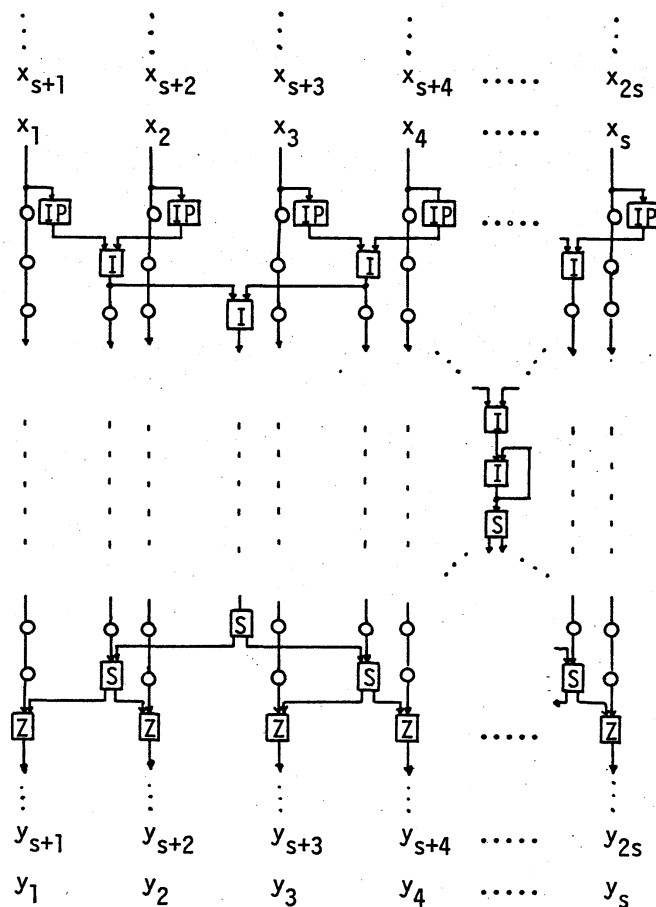 x_{s+1} x_{s+2} x_{s+3} x_{s+4} ..... x_{2s}
x_1 x_2 x_3 x_4 ..... x_s
IP IP IP IP ..... IP
I I I
I
I
I
S
S
S S S
Z Z Z Z ..... Z
y_{s+1} y_{s+2} y_{s+3} y_{s+4} ..... y_{2s}
y_1 y_2 y_3 y_4 ..... y_s